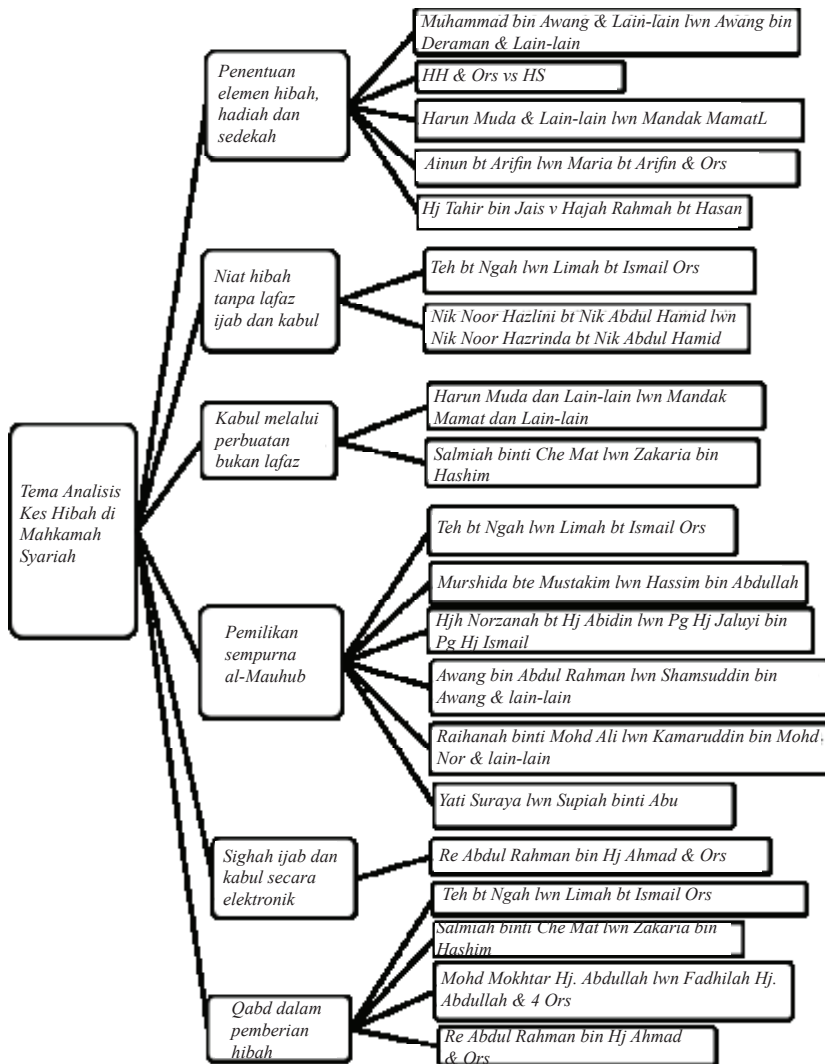 Tema Analisis
Kes Hibah di
Mahkamah
Syariah
Penentuan
elemen hibah,
hadiah dan
sedekah
Muhammad bin Awang & Lain-lain lwn Awang bin
Deraman & Lain-lain
HH & Ors vs HS
Harun Muda & Lain-lain lwn Mandak MamatL
Ainun bt Arifin lwn Maria bt Arifin & Ors
Hj Tahir bin Jais v Hajah Rahmah bt Hasan
Niat hibah
tanpa lafaz
ijab dan kabul
Teh bt Ngah lwn Limah bt Ismail Ors
Nik Noor Hazlini bt Nik Abdul Hamid lwn
Nik Noor Hazrinda bt Nik Abdul Hamid
Kabul melalui
perbuatan
bukan lafaz
Harun Muda dan Lain-lain lwn Mandak
Mamat dan Lain-lain
Salmiah binti Che Mat lwn Zakaria bin
Hashim
Pemilikan
sempurna
al-Mauhub
Teh bt Ngah lwn Limah bt Ismail Ors
Murshida bte Mustakim lwn Hassim bin Abdullah
Hjh Norzanah bt Hj Abidin lwn Pg Hj Jaluyi bin
Pg Hj Ismail
Awang bin Abdul Rahman lwn Shamsuddin bin
Awang & lain-lain
Raihanah binti Mohd Ali lwn Kamaruddin bin Mohd
Nor & lain-lain
Yati Suraya lwn Supiah binti Abu
Sighah ijab dan
kabul secara
elektronik
Re Abdul Rahman bin Hj Ahmad & Ors
Qabd dalam
pemberian
hibah
Teh bt Ngah lwn Limah bt Ismail Ors
Salmiah binti Che Mat lwn Zakaria bin
Hashim
Mohd Mokhtar Hj. Abdullah lwn Fadhilah Hj.
Abdullah & 4 Ors
Re Abdul Rahman bin Hj Ahmad
& Ors